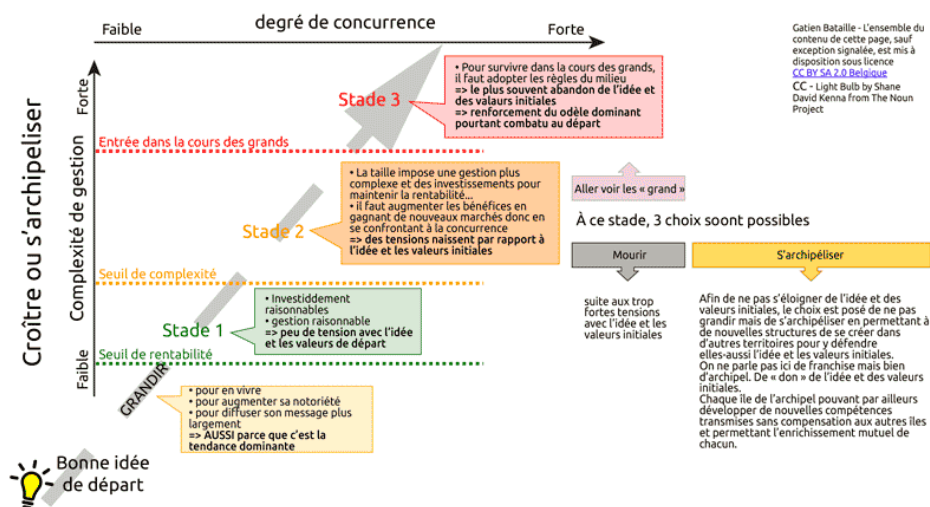 degré de concurrence
Faible
Forte
Gatien Bataille - L'ensemble du
contenu de cette page, sauf
exception signalée, est mis à
disposition sous licence
CC BY SA 2.0 Belgique
CC - Light Bulb by Shane
David Kenna from The Noun
Project
Croître ou s'archipeliser
Complexité de gestion
Forte
Faible
Stade 3
• Pour survivre dans la cours des grands,
il faut adopter les règles du milieu
=> le plus souvent abandon de l'idée et
des valeurs initiales
=> renforcement du odèle dominant
pourtant combatu au départ
Entrée dans la cours des grands
Stade 2
• La taille impose une gestion plus
complexe et des investissements pour
maintenir la rentabilité...
• il faut augmenter les bénéfices en
gagnant de nouveaux marchés donc en
se confrontant à la concurrence
=> des tensions naissent par rapport à
l'idée et les valeurs initiales
Aller voir les « grand »
À ce stade, 3 choix soont possibles
Mourir
suite aux trop
fortes tensions
avec l'idée et les
valeurs initiales
S'archipéliser
Afin de ne pas s'éloigner de l'idée et des
valeurs initiales, le choix est posé de ne pas
grandir mais de s'archipéliser en permettant à
de nouvelles structures de se créer dans
d'autres territoires pour y défendre
elles-aussi l'idée et les valeurs initiales.
On ne parle pas ici de franchise mais bien
d'archipel. De « don » de l'idée et des valeurs
initiales.
Chaque île de l'archipel pouvant par ailleurs
développer de nouvelles compétences
transmises sans compensation aux autres îles
et permettant l'enrichissement mutuel de
chacun.
Seuil de complexité
Stade 1
• Investiddement
raisonnables
• gestion raisonnable
=> peu de tension avec l'idée
et les valeurs de départ
Seuil de rentabilité
GRANDIR
• pour en vivre
• pour augmenter sa notoriété
• pour diffuser son message plus
largement
=> AUSSI parce que c'est la
tendance dominante
Bonne idée
de départ